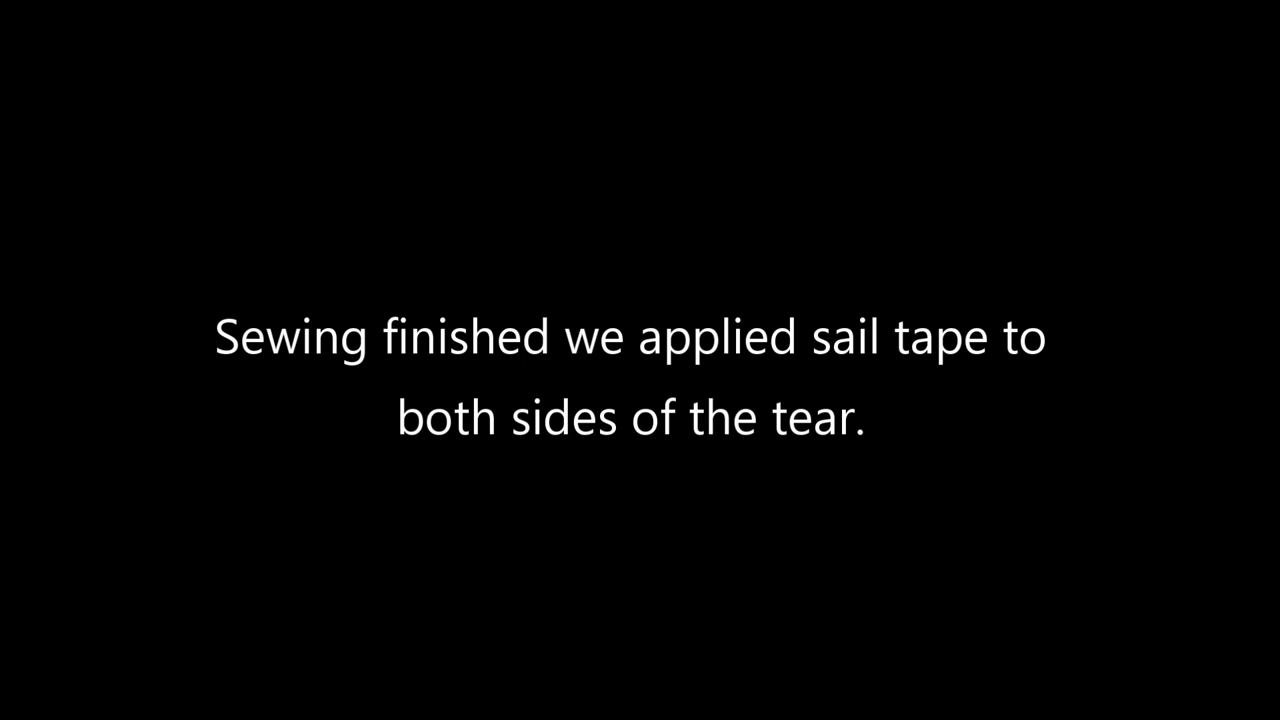 Sewing finished we applied sail tape to
both sides of the tear.